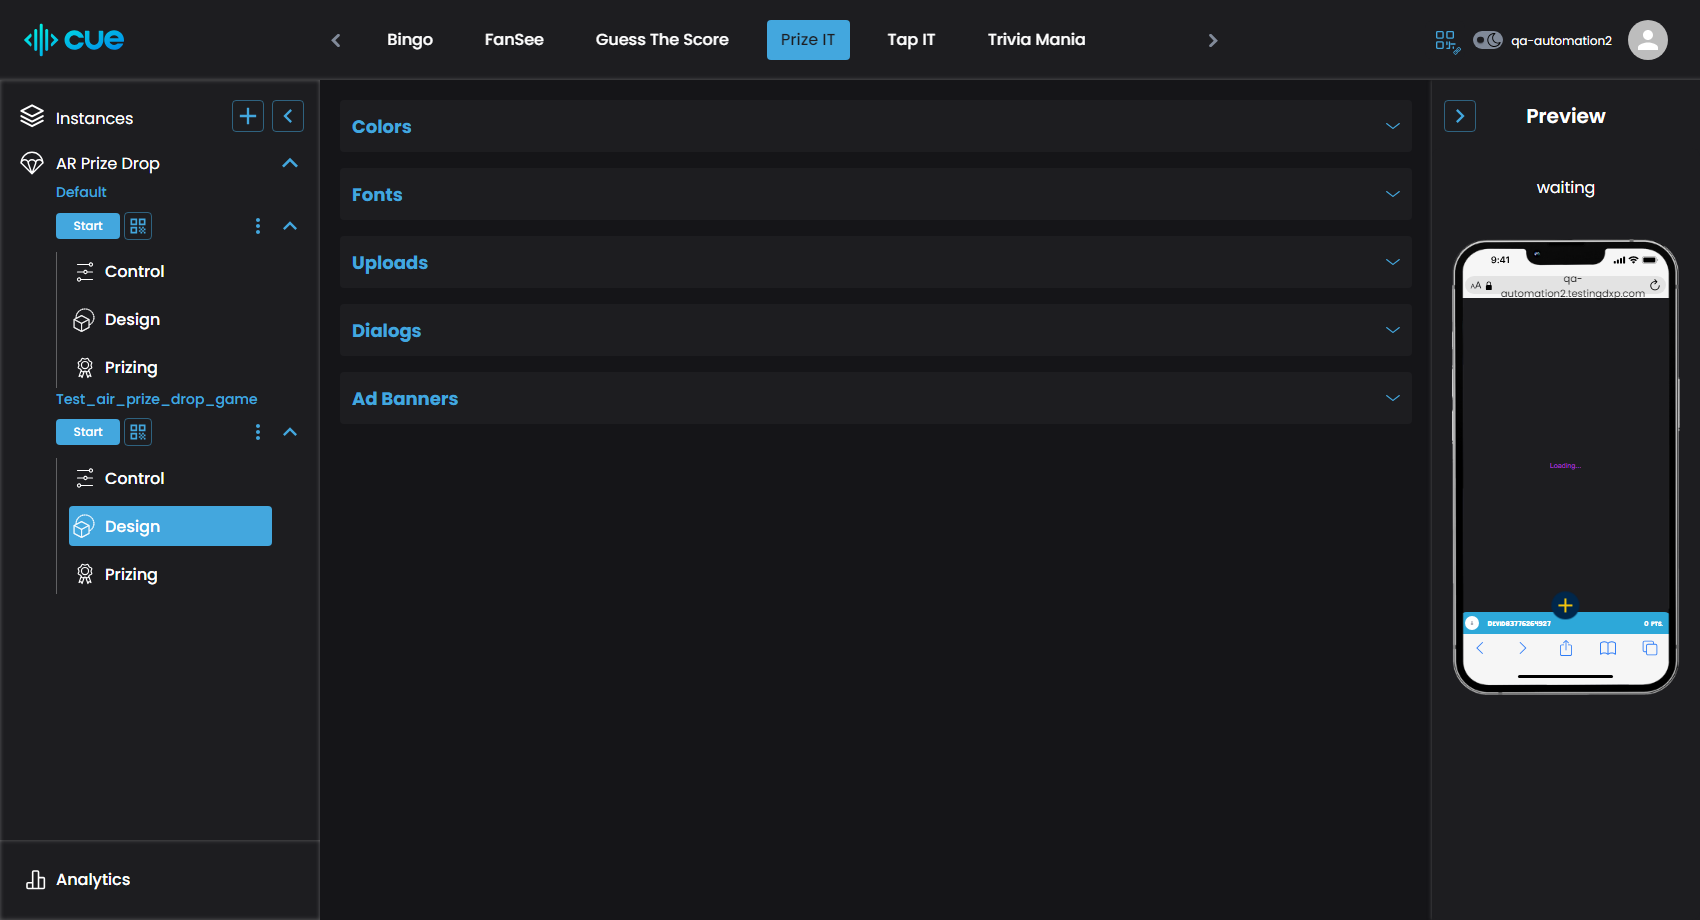 cue
Bingo
FanSee
Guess The Score
Prize IT
Tap IT
Trivia Mania
qa-automation2
Instances
AR Prize Drop
Default
Start
Control
Design
Prizing
Test_air_prize_drop_game
Start
Control
Design
Prizing
Analytics
Colors
Fonts
Uploads
Dialogs
Ad Banners
Preview
waiting
9:41
AA
qa-
automation2.testingdxp.com
Loading...
0 PTS.